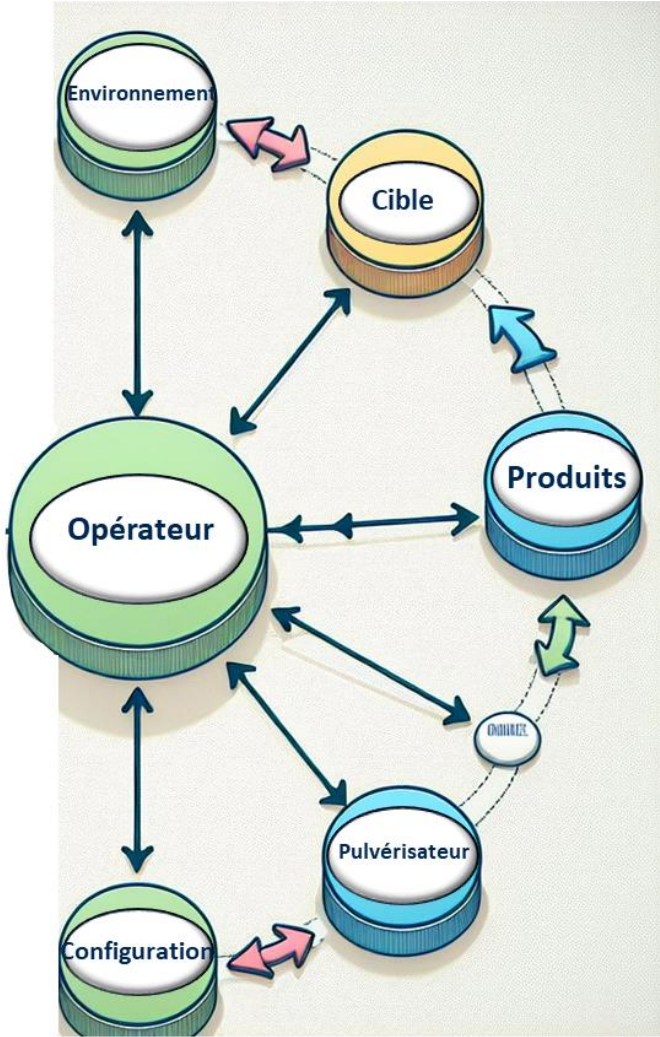 Environnement
Cible
Produits
Opérateur
Pulvérisateur
Configuration